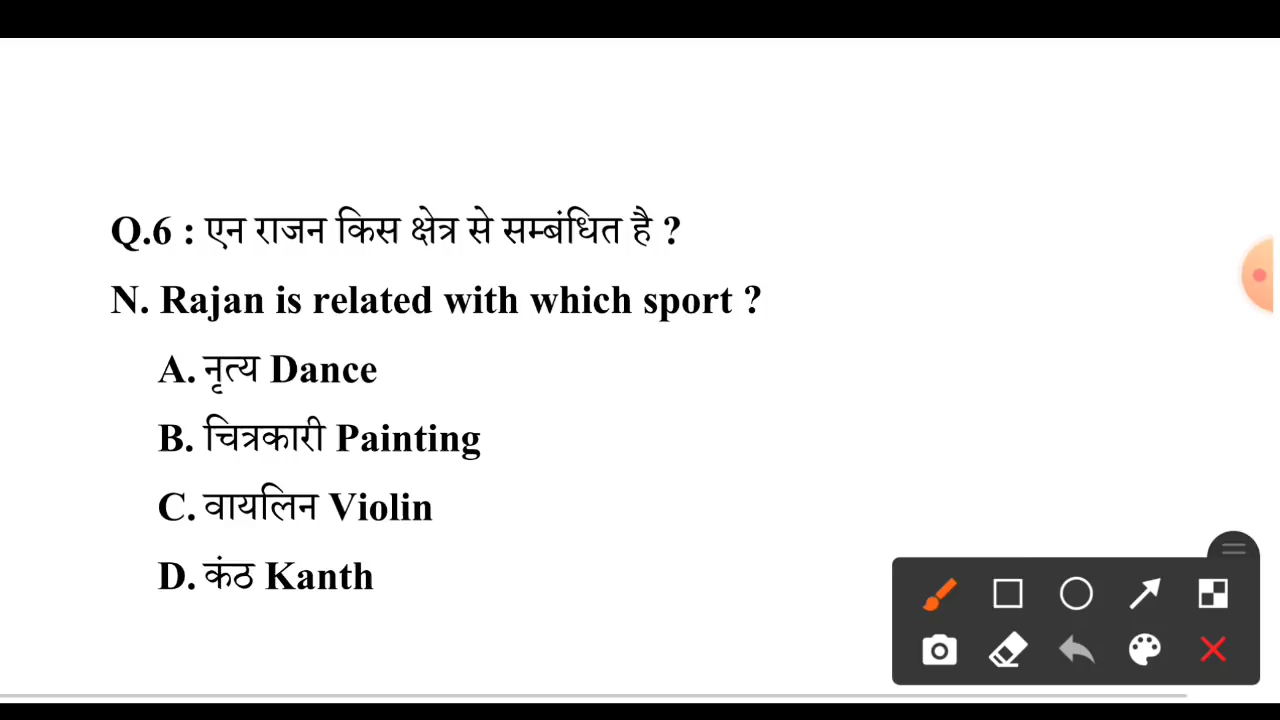 Q.6 : एन राजन किस क्षेत्र से सम्बंधित है ?
N. Rajan is related with which sport ?
A. नृत्य Dance
B. चित्रकारी Painting
C. वायलिन Violin
D. कंठ Kanth